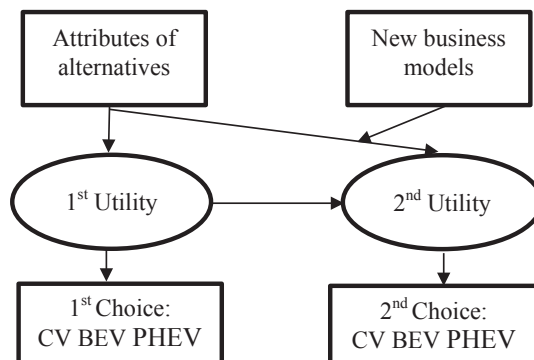 Attributes of
alternatives
New business
models
1st Utility
2nd Utility
1st Choice:
CV BEV PHEV
2nd Choice:
CV BEV PHEV